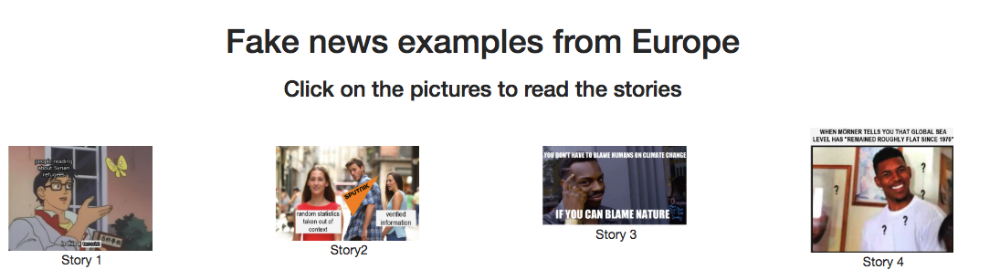 Fake news examples from Europe
Click on the pictures to read the stories
people reading
about Syrian
refugees
is this a terrorist
Story 1
SPUTNIK
random statistics
taken out of
context
verified
information
Story2
YOU DON'T HAVE TO BLAME HUMANS ON CLIMATE CHANGE
IF YOU CAN BLAME NATURE
Story 3
WHEN MÖRNER TELLS YOU THAT GLOBAL SEA
LEVEL HAS "REMAINED ROUGHLY FLAT SINCE 1970"
?
?
?
?
Story 4